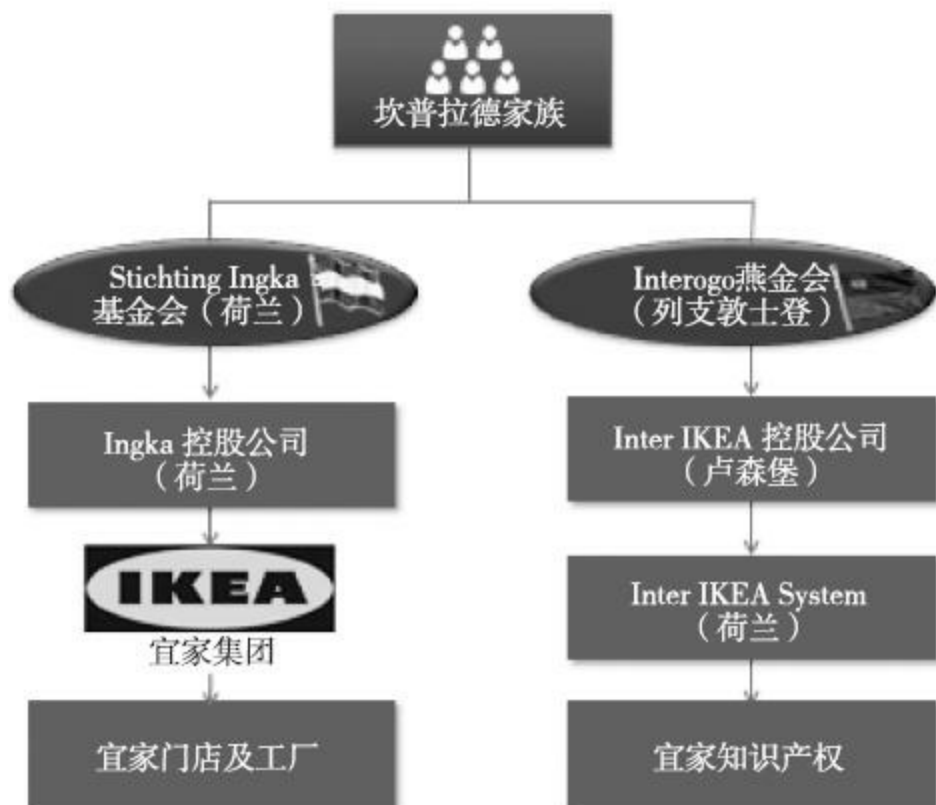 坎普拉德家族
Stichting Ingka
基金会（荷兰）
Interogo燕金会
（列支敦士登）
Ingka 控股公司
（荷兰）
Inter IKEA 控股公司
（卢森堡）
IKEA
宜家集团
Inter IKEA System
（荷兰）
宜家门店及工厂
宜家知识产权